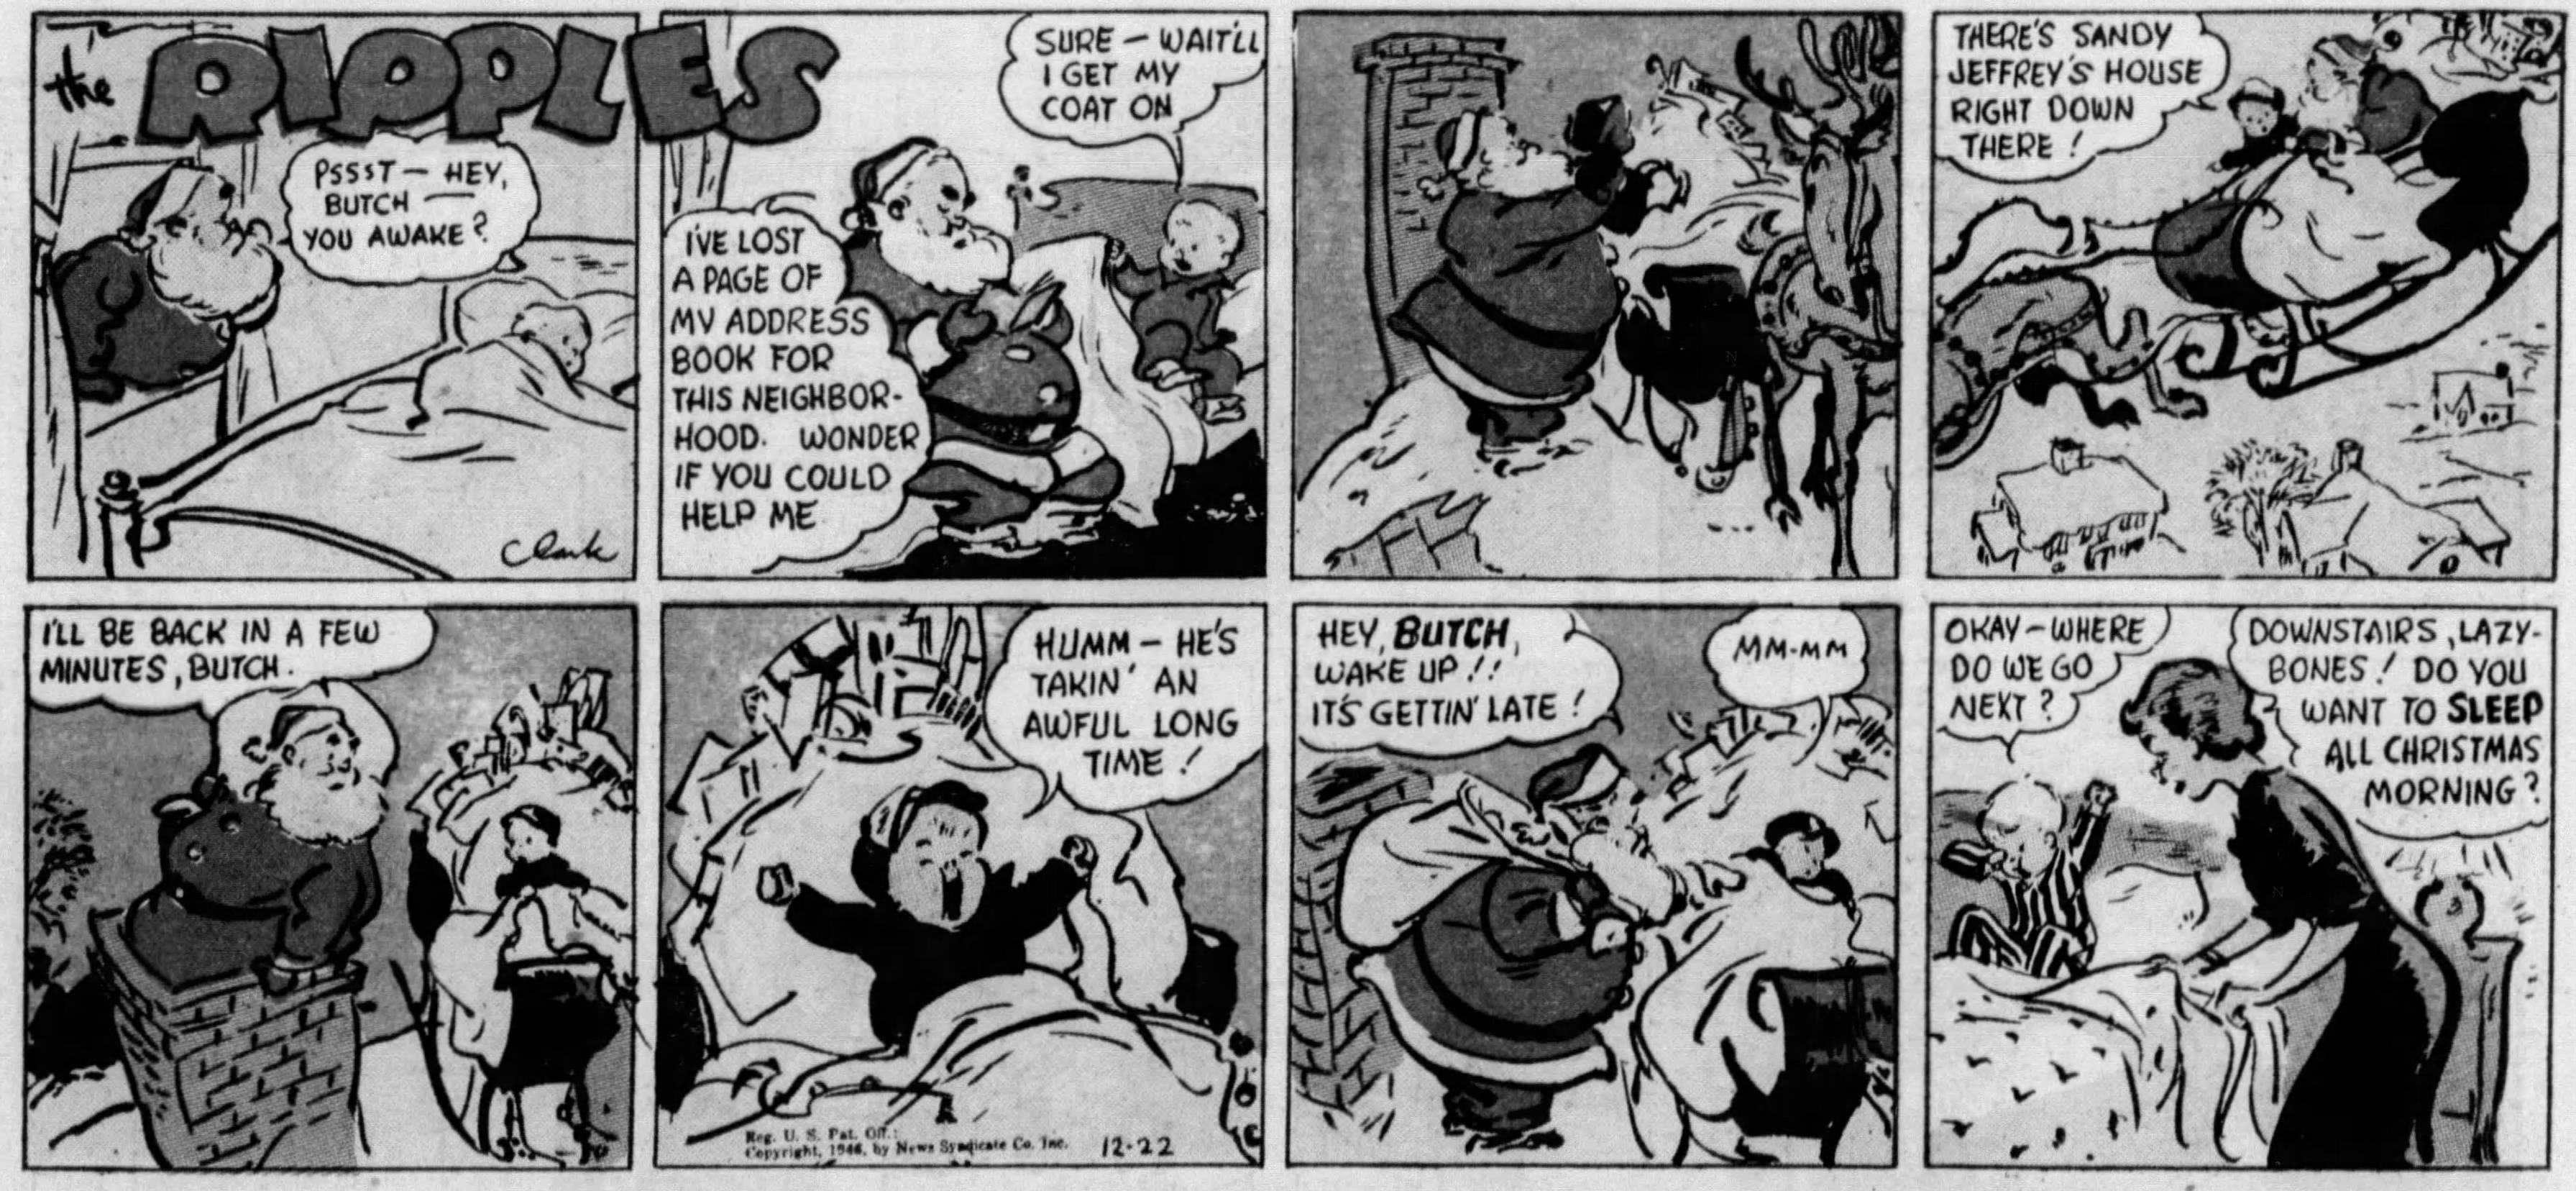 the RIPPLES
PSSST — HEY,
BUTCH —
YOU AWAKE?
Clark
SURE — WAIT'LL
I GET MY
COAT ON
I'VE LOST
A PAGE OF
MY ADDRESS
BOOK FOR
THIS NEIGHBOR-
HOOD. WONDER
IF YOU COULD
HELP ME
THERE'S SANDY
JEFFREY'S HOUSE
RIGHT DOWN
THERE!
I'LL BE BACK IN A FEW
MINUTES, BUTCH.
HUMM — HE'S
TAKIN' AN
AWFUL LONG
TIME!
Reg. U. S. Pat. Off.:
Copyright, 1946, by News Syndicate Co. Inc.
12-22
HEY, BUTCH,
WAKE UP!!
IT'S GETTIN' LATE!
MM-MM
OKAY — WHERE
DO WE GO
NEXT?
DOWNSTAIRS, LAZY-
BONES! DO YOU
WANT TO SLEEP
ALL CHRISTMAS
MORNING?